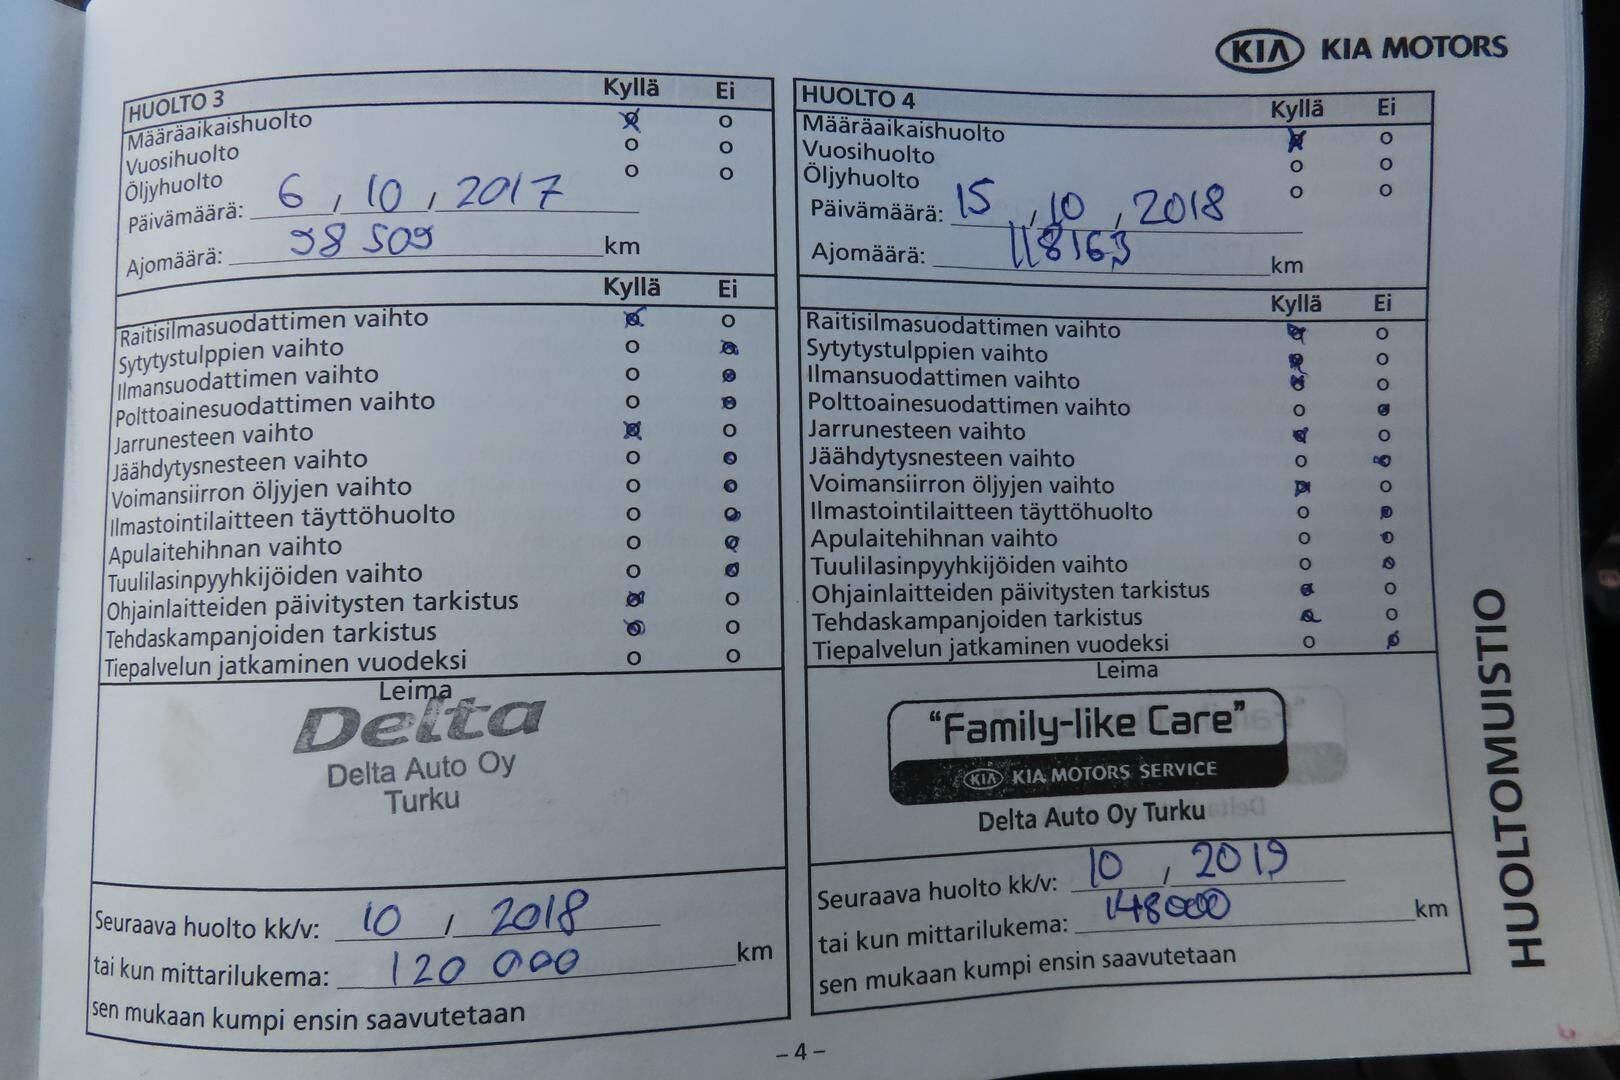 KIA KIA MOTORS
HUOLTO 3 Kyllä Ei
Määräaikaishuolto
Vuosihuolto
Öljyhuolto
Päivämäärä: 6 / 10 / 2017
Ajomäärä: 98 509 km
Kyllä Ei
Raitisilmasuodattimen vaihto
Sytytystulppien vaihto
Ilmansuodattimen vaihto
Polttoainesuodattimen vaihto
Jarrunesteen vaihto
Jäähdytysnesteen vaihto
Voimansiirron öljyjen vaihto
Ilmastointilaitteen täyttöhuolto
Apulaitehihnan vaihto
Tuulilasinpyyhkijöiden vaihto
Ohjainlaitteiden päivitysten tarkistus
Tehdaskampanjoiden tarkistus
Tiepalvelun jatkaminen vuodeksi
Leima
Delta
Delta Auto Oy
Turku
Seuraava huolto kk/v: 10 / 2018
tai kun mittarilukema: 120 000 km
sen mukaan kumpi ensin saavutetaan
HUOLTO 4 Kyllä Ei
Määräaikaishuolto
Vuosihuolto
Öljyhuolto
Päivämäärä: 15 / 10 / 2018
Ajomäärä: 118163 km
Kyllä Ei
Raitisilmasuodattimen vaihto
Sytytystulppien vaihto
Ilmansuodattimen vaihto
Polttoainesuodattimen vaihto
Jarrunesteen vaihto
Jäähdytysnesteen vaihto
Voimansiirron öljyjen vaihto
Ilmastointilaitteen täyttöhuolto
Apulaitehihnan vaihto
Tuulilasinpyyhkijöiden vaihto
Ohjainlaitteiden päivitysten tarkistus
Tehdaskampanjoiden tarkistus
Tiepalvelun jatkaminen vuodeksi
Leima
"Family-like Care"
KIA KIA MOTORS SERVICE
Delta Auto Oy Turku
Seuraava huolto kk/v: 10 / 2019
tai kun mittarilukema: 148000 km
sen mukaan kumpi ensin saavutetaan
HUOLTOMUISTIO
– 4 –